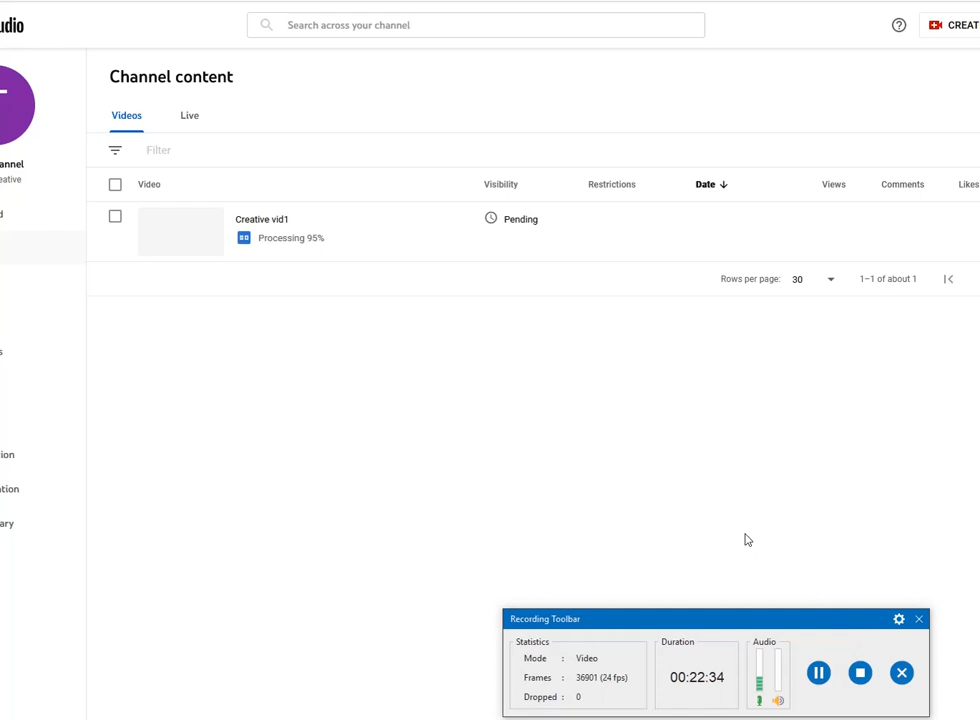 udio
Search across your channel
CREAT
Channel content
Videos Live
annel
eative
Filter
Video Visibility Restrictions Date Views Comments Likes
d
Creative vid1
Pending
Processing 95%
Rows per page: 30 1–1 of about 1
s
ion
ation
ary
Recording Toolbar
Statistics Duration Audio
Mode : Video
Frames : 36901 (24 fps)
00:22:34
Dropped : 0